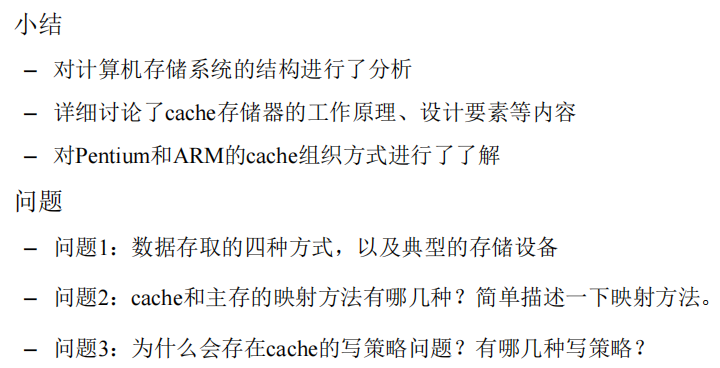 小结
– 对计算机存储系统的结构进行了分析
– 详细讨论了cache存储器的工作原理、设计要素等内容
– 对Pentium和ARM的cache组织方式进行了了解
问题
– 问题1：数据存取的四种方式，以及典型的存储设备
– 问题2：cache和主存的映射方法有哪几种？简单描述一下映射方法。
– 问题3：为什么会存在cache的写策略问题？有哪几种写策略？